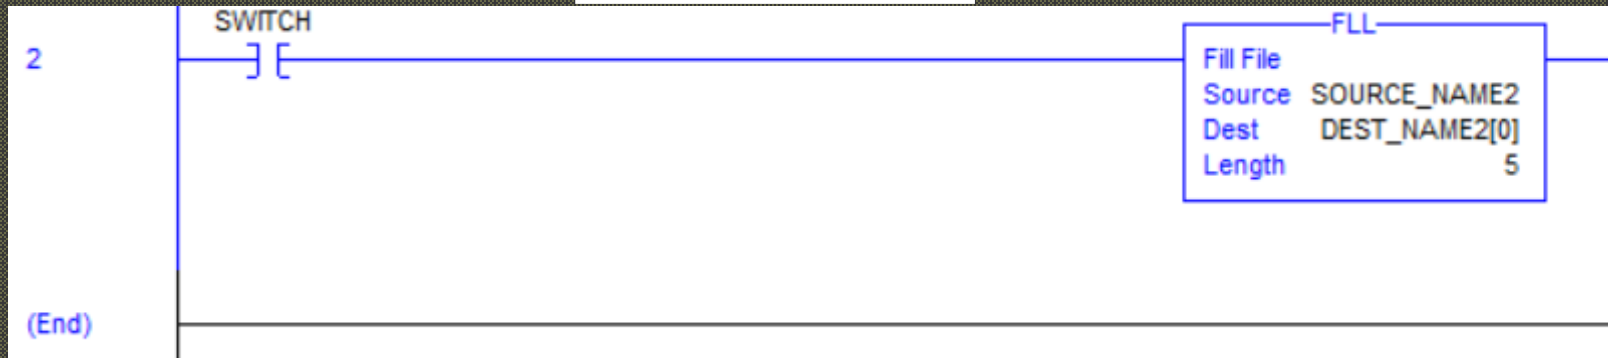 SWITCH
FLL
2
Fill File
Source SOURCE_NAME2
Dest DEST_NAME2[0]
Length 5
(End)